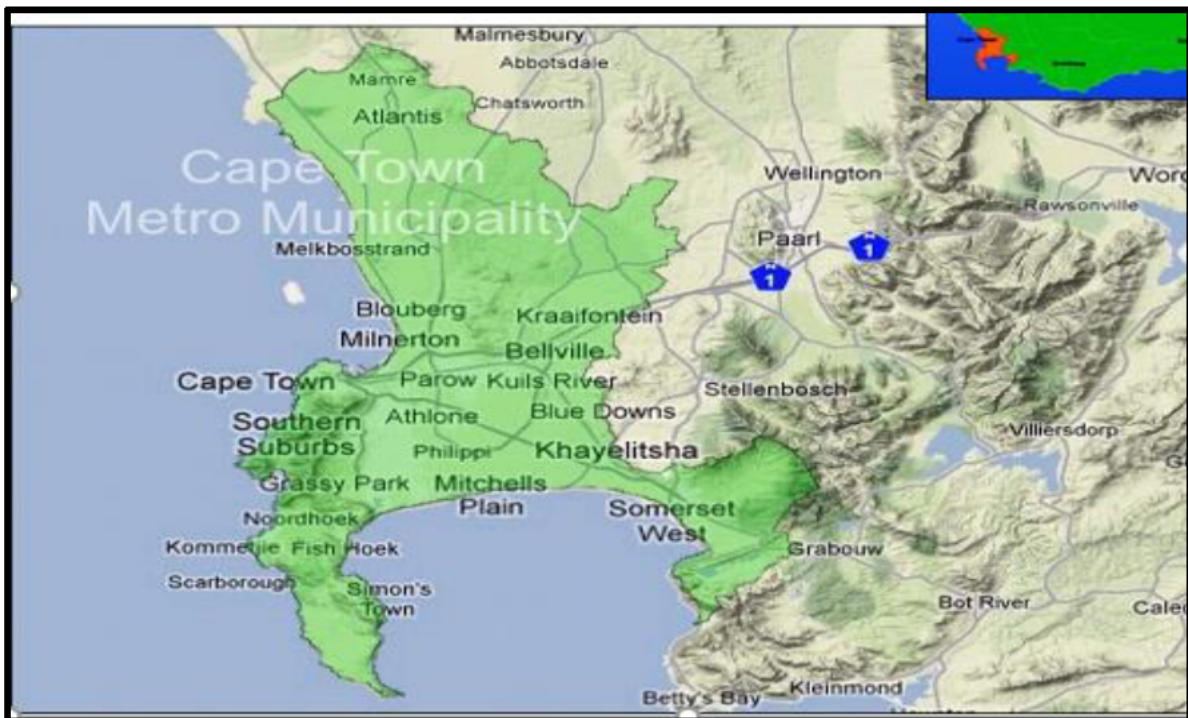 Malmesbury
Abbotsdale
Mamre
Chatsworth
Atlantis
Cape Town
Metro Municipality
Wellington
Rawsonville
Paarl
1
1
Melkbosstrand
Blouberg
Kraaifontein
Milnerton
Bellville
Cape Town
Parow
Kuils River
Stellenbosch
Southern
Suburbs
Athlone
Blue Downs
Villiersdorp
Philippi
Khayelitsha
Grassy Park
Mitchells
Plain
Somerset
West
Noordhoek
Kommetjie
Fish Hoek
Grabouw
Scarborough
Simon's
Town
Bot River
Betty's Bay
Kleinmond